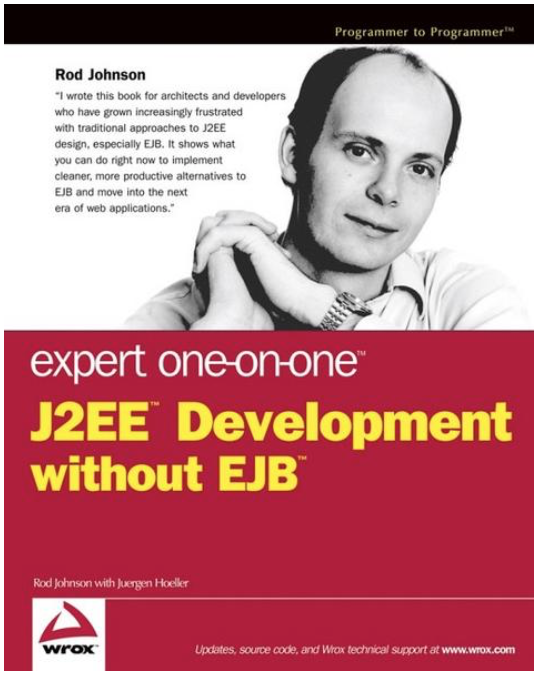 Programmer to Programmer™
Rod Johnson
“I wrote this book for architects and developers
who have grown increasingly frustrated
with traditional approaches to J2EE
design, especially EJB. It shows what
you can do right now to implement
cleaner, more productive alternatives to
EJB and move into the next
era of web applications.”
expert one-on-one™
J2EE™ Development
without EJB™
Rod Johnson with Juergen Hoeller
wrox™
Updates, source code, and Wrox technical support at www.wrox.com